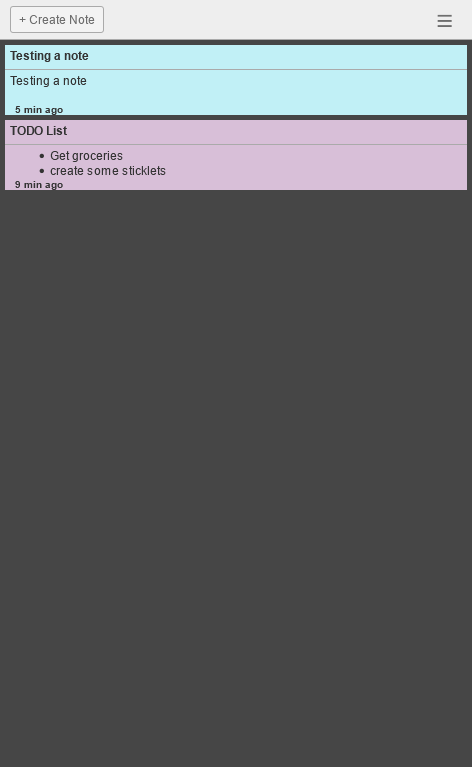 + Create Note
Testing a note
Testing a note
5 min ago
TODO List
• Get groceries
• create some sticklets
9 min ago